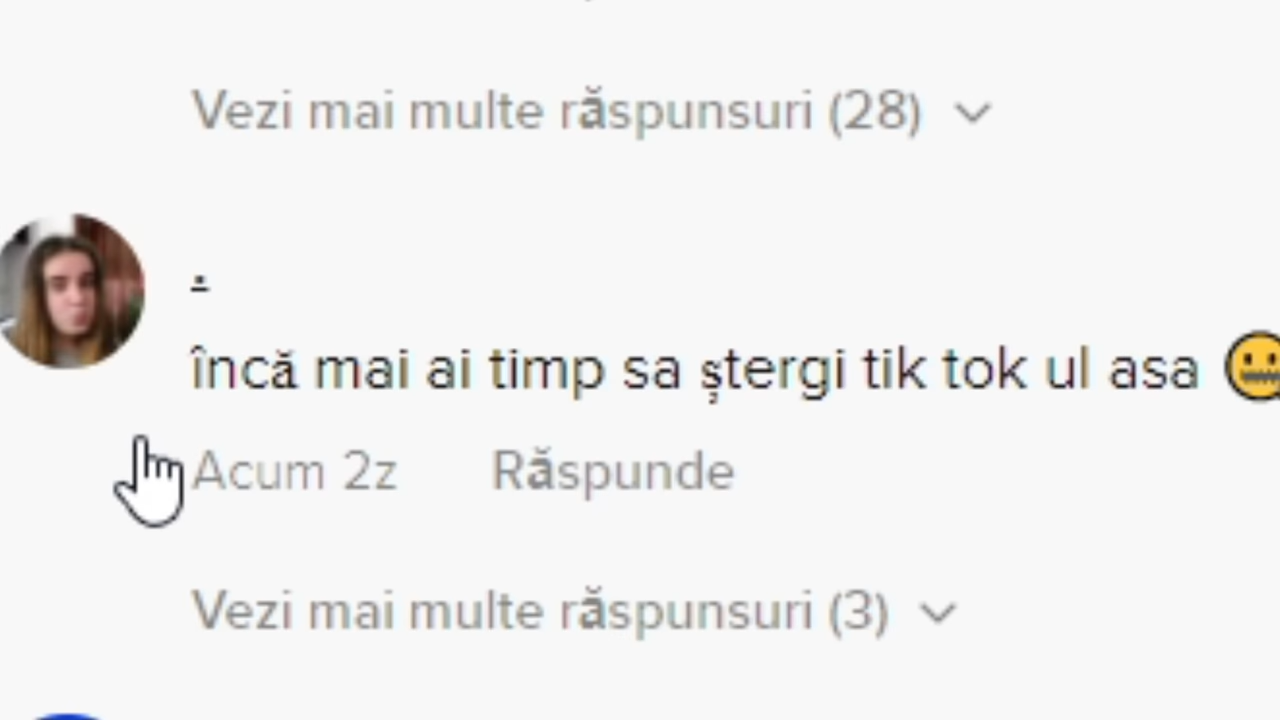 Vezi mai multe răspunsuri (28)
.
încă mai ai timp sa ștergi tik tok ul asa 🤐
Acum 2z Răspunde
Vezi mai multe răspunsuri (3)